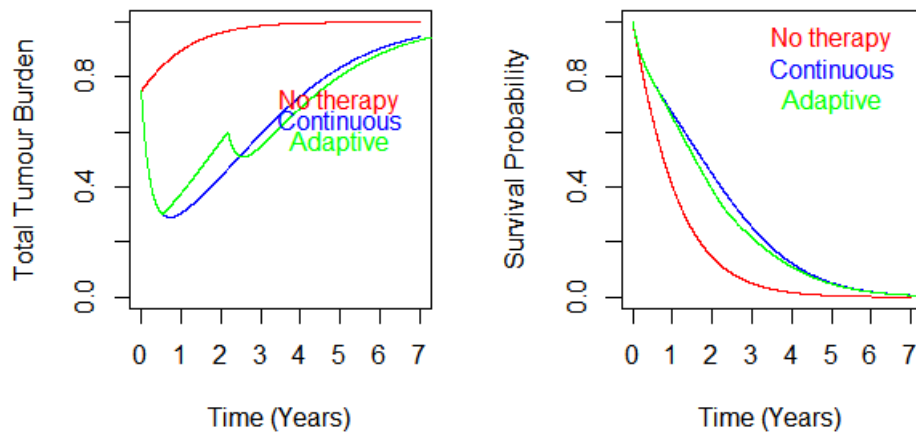 Total Tumour Burden
0.0 0.4 0.8
No therapy
Continuous
Adaptive
0 1 2 3 4 5 6 7
Time (Years)
Survival Probability
0.0 0.4 0.8
No therapy
Continuous
Adaptive
0 1 2 3 4 5 6 7
Time (Years)